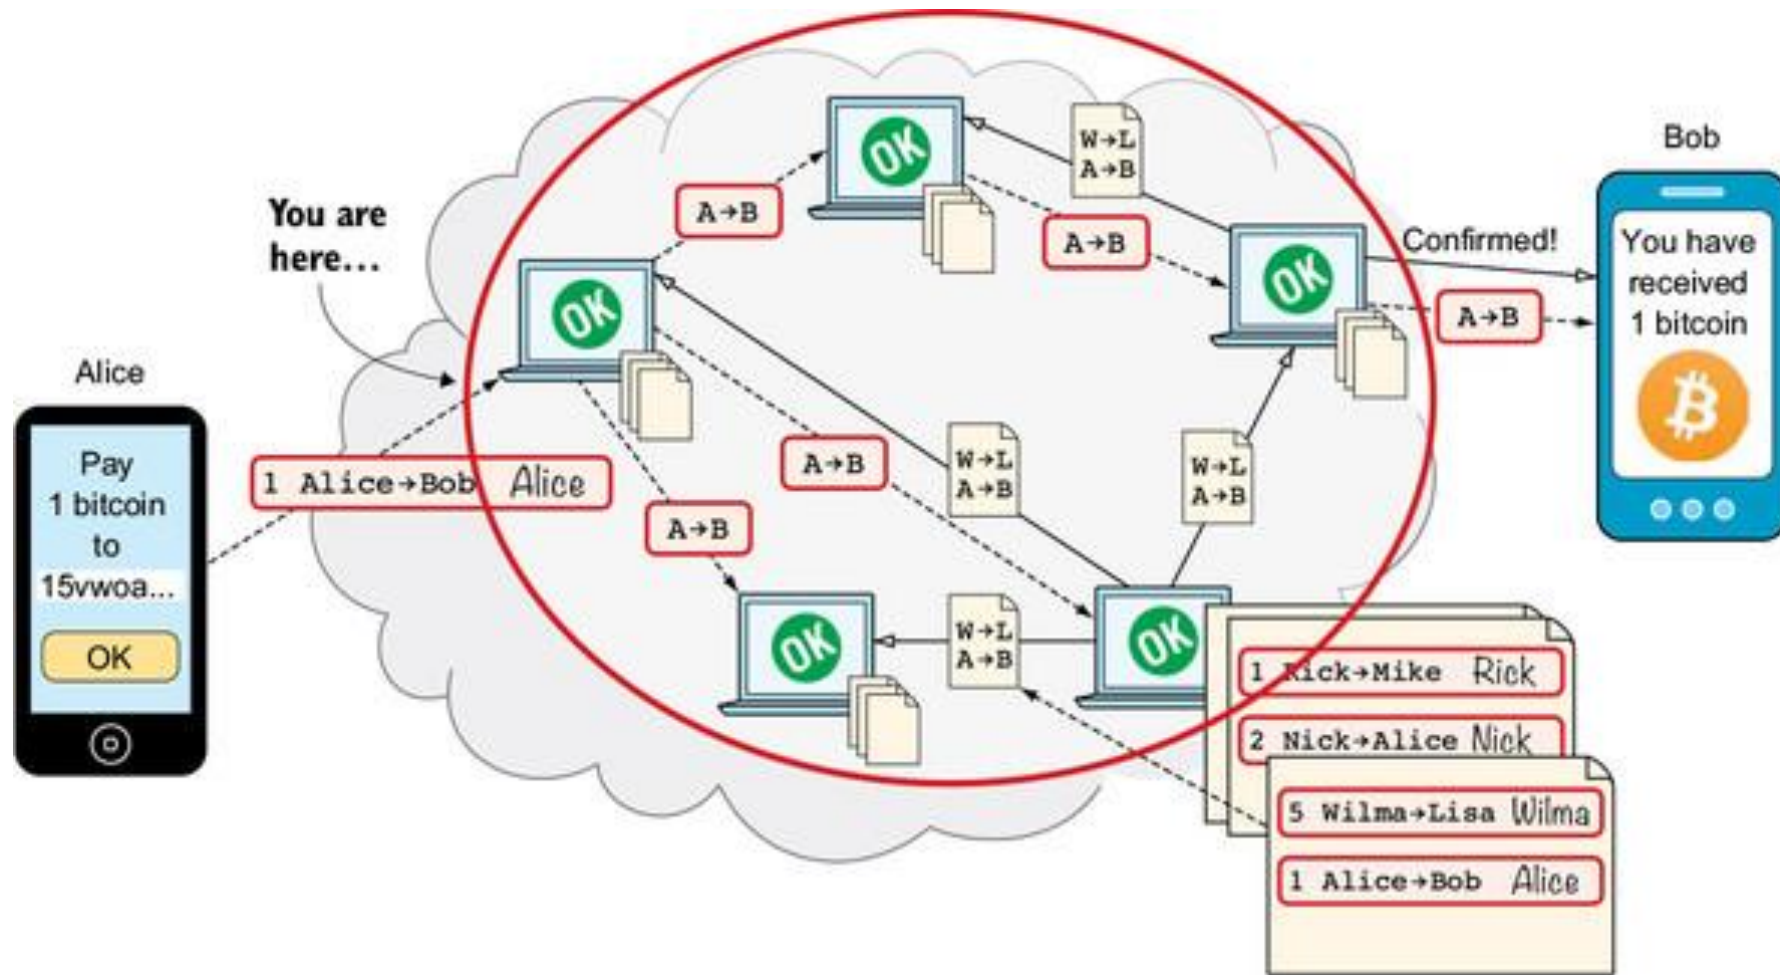 You are
here...
Alice
Pay
1 bitcoin
to
15vwoa...
OK
1 Alice→Bob Alice
OK
A→B
OK
A→B
W→L
A→B
OK
Confirmed!
A→B
Bob
You have
received
1 bitcoin
A→B
W→L
A→B
W→L
A→B
A→B
OK
W→L
A→B
OK
1 Rick→Mike Rick
2 Nick→Alice Nick
5 Wilma→Lisa Wilma
1 Alice→Bob Alice